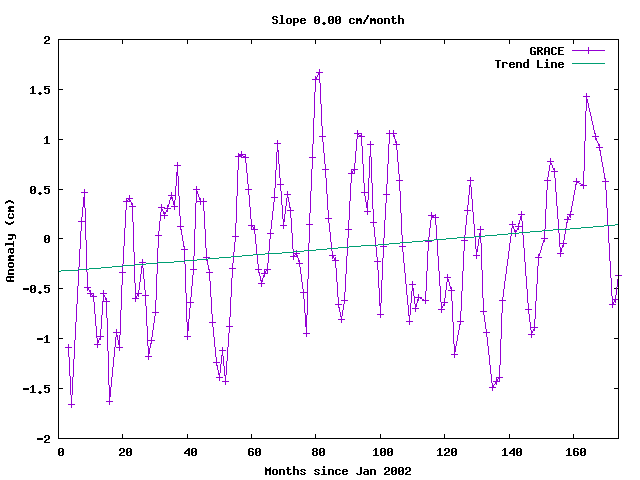 Slope 0.00 cm/month
GRACE
Trend Line
2
1.5
1
0.5
0
-0.5
-1
-1.5
-2
Anomaly (cm)
0 20 40 60 80 100 120 140 160
Months since Jan 2002